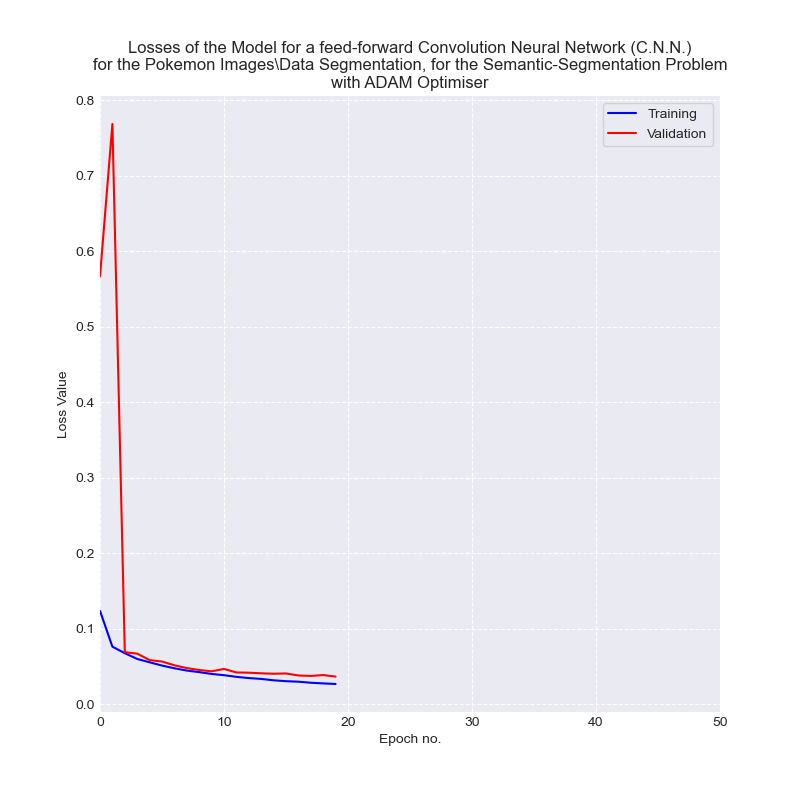 Losses of the Model for a feed-forward Convolution Neural Network (C.N.N.)
for the Pokemon Images\Data Segmentation, for the Semantic-Segmentation Problem
with ADAM Optimiser
Training
Validation
0.8
0.7
0.6
0.5
0.4
0.3
0.2
0.1
0.0
Loss Value
0 10 20 30 40 50
Epoch no.